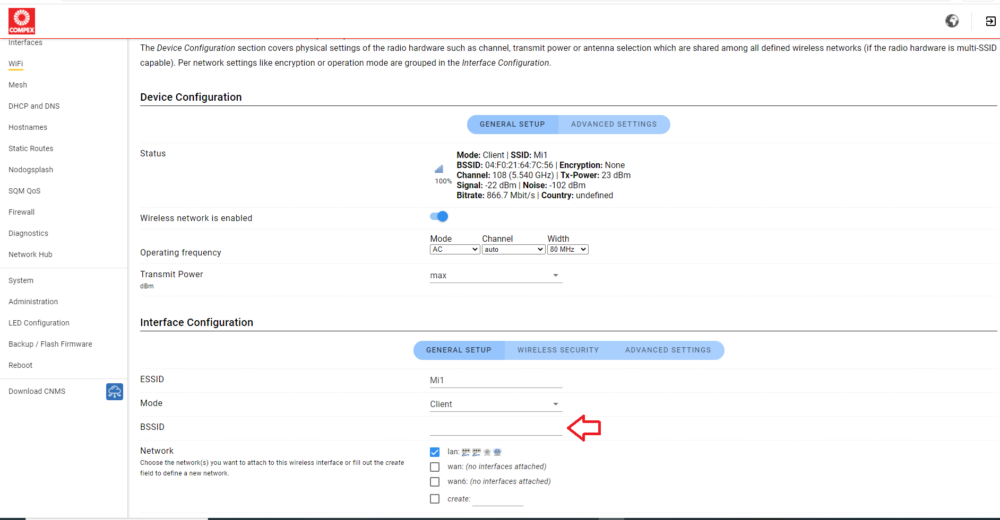 COMPEX
Interfaces
WiFi
Mesh
DHCP and DNS
Hostnames
Static Routes
Nodogsplash
SQM QoS
Firewall
Diagnostics
Network Hub
System
Administration
LED Configuration
Backup / Flash Firmware
Reboot
Download CNMS
The Device Configuration section covers physical settings of the radio hardware such as channel, transmit power or antenna selection which are shared among all defined wireless networks (if the radio hardware is multi-SSID
capable). Per network settings like encryption or operation mode are grouped in the Interface Configuration.
Device Configuration
GENERAL SETUP ADVANCED SETTINGS
Status
100%
Mode: Client | SSID: Mi1
BSSID: 04:F0:21:64:7C:56 | Encryption: None
Channel: 108 (5.540 GHz) | Tx-Power: 23 dBm
Signal: -22 dBm | Noise: -102 dBm
Bitrate: 866.7 Mbit/s | Country: undefined
Wireless network is enabled
Mode Channel Width
Operating frequency
AC auto 80 MHz
Transmit Power
dBm
max
Interface Configuration
GENERAL SETUP WIRELESS SECURITY ADVANCED SETTINGS
ESSID Mi1
Mode Client
BSSID
Network
Choose the network(s) you want to attach to this wireless interface or fill out the create
field to define a new network.
lan:
wan: (no interfaces attached)
wan6: (no interfaces attached)
create: